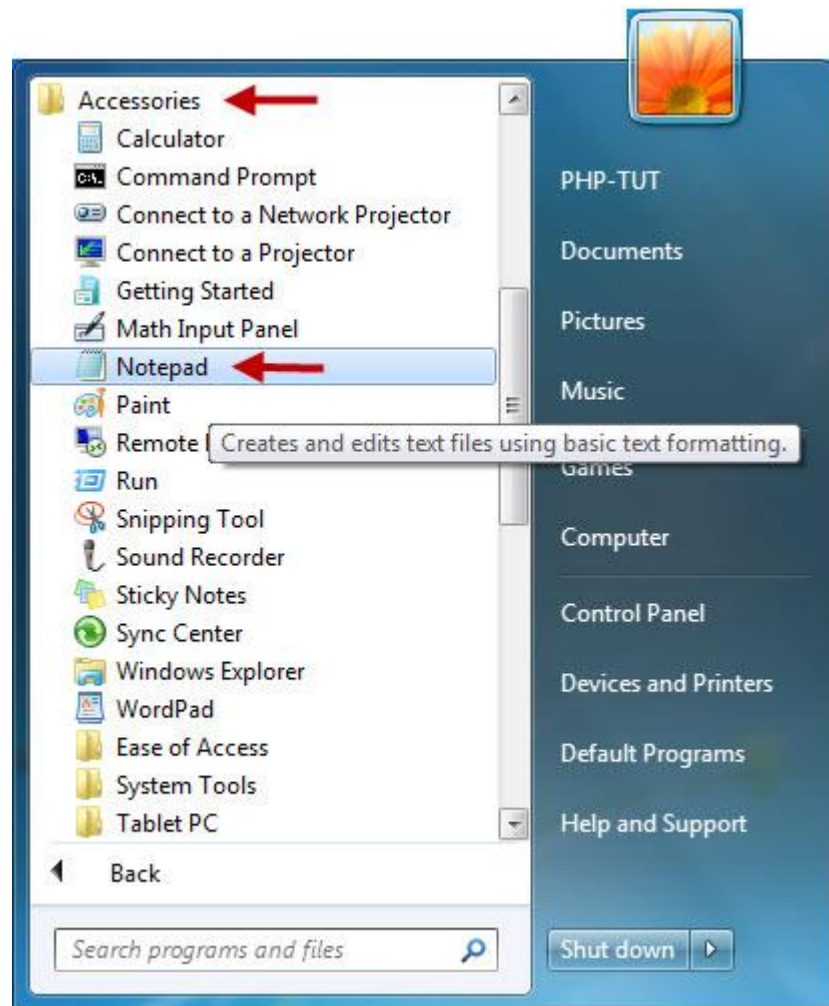 Accessories
Calculator
Command Prompt
Connect to a Network Projector
Connect to a Projector
Getting Started
Math Input Panel
Notepad
Paint
Remote
Creates and edits text files using basic text formatting.
Run
Snipping Tool
Sound Recorder
Sticky Notes
Sync Center
Windows Explorer
WordPad
Ease of Access
System Tools
Tablet PC
Back
Search programs and files
PHP-TUT
Documents
Pictures
Music
Games
Computer
Control Panel
Devices and Printers
Default Programs
Help and Support
Shut down